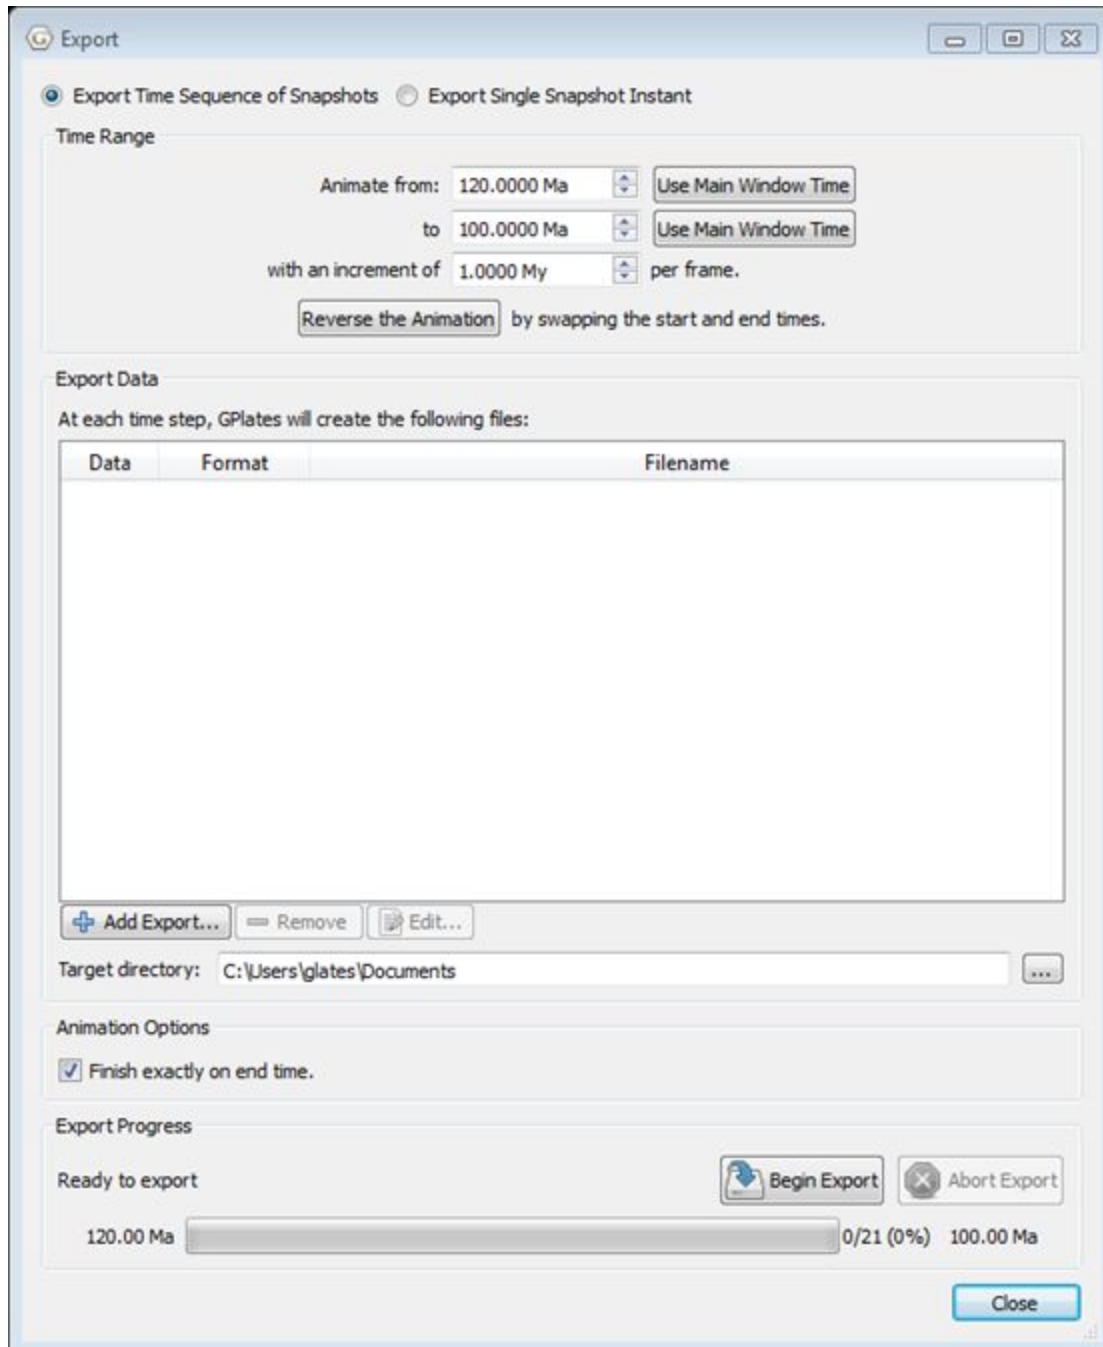 Export
Export Time Sequence of Snapshots Export Single Snapshot Instant
Time Range
Animate from: 120.0000 Ma Use Main Window Time
to 100.0000 Ma Use Main Window Time
with an increment of 1.0000 My per frame.
Reverse the Animation by swapping the start and end times.
Export Data
At each time step, GPlates will create the following files:
Data Format Filename
Add Export... Remove Edit...
Target directory: C:\Users\glates\Documents ...
Animation Options
Finish exactly on end time.
Export Progress
Ready to export Begin Export Abort Export
120.00 Ma 0/21 (0%) 100.00 Ma
Close